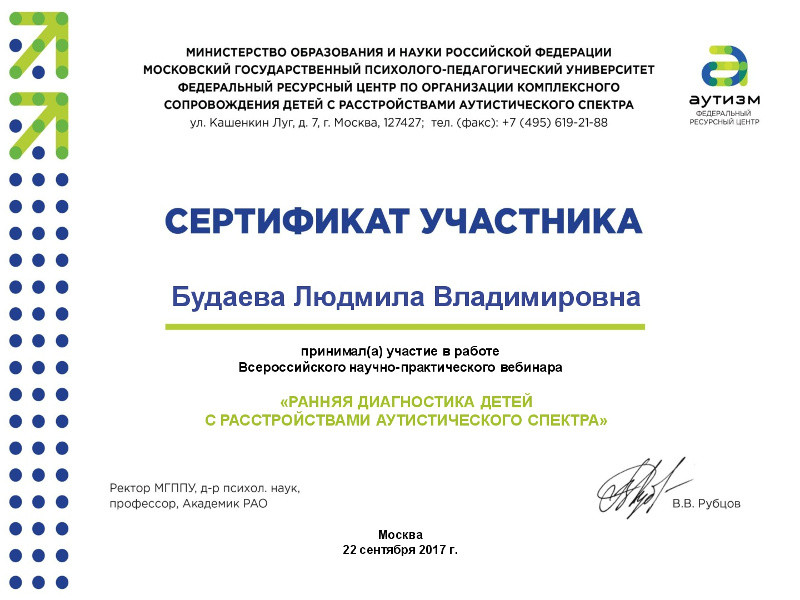 МИНИСТЕРСТВО ОБРАЗОВАНИЯ И НАУКИ РОССИЙСКОЙ ФЕДЕРАЦИИ
МОСКОВСКИЙ ГОСУДАРСТВЕННЫЙ ПСИХОЛОГО-ПЕДАГОГИЧЕСКИЙ УНИВЕРСИТЕТ
ФЕДЕРАЛЬНЫЙ РЕСУРСНЫЙ ЦЕНТР ПО ОРГАНИЗАЦИИ КОМПЛЕКСНОГО
СОПРОВОЖДЕНИЯ ДЕТЕЙ С РАССТРОЙСТВАМИ АУТИСТИЧЕСКОГО СПЕКТРА
ул. Кашенкин Луг, д. 7, г. Москва, 127427; тел. (факс): +7 (495) 619-21-88
аутизм
ФЕДЕРАЛЬНЫЙ
РЕСУРСНЫЙ ЦЕНТР
СЕРТИФИКАТ УЧАСТНИКА
Будаева Людмила Владимировна
принимал(а) участие в работе
Всероссийского научно-практического вебинара
«РАННЯЯ ДИАГНОСТИКА ДЕТЕЙ
С РАССТРОЙСТВАМИ АУТИСТИЧЕСКОГО СПЕКТРА»
Ректор МГППУ, д-р психол. наук,
профессор, Академик РАО
В.В. Рубцов
Москва
22 сентября 2017 г.